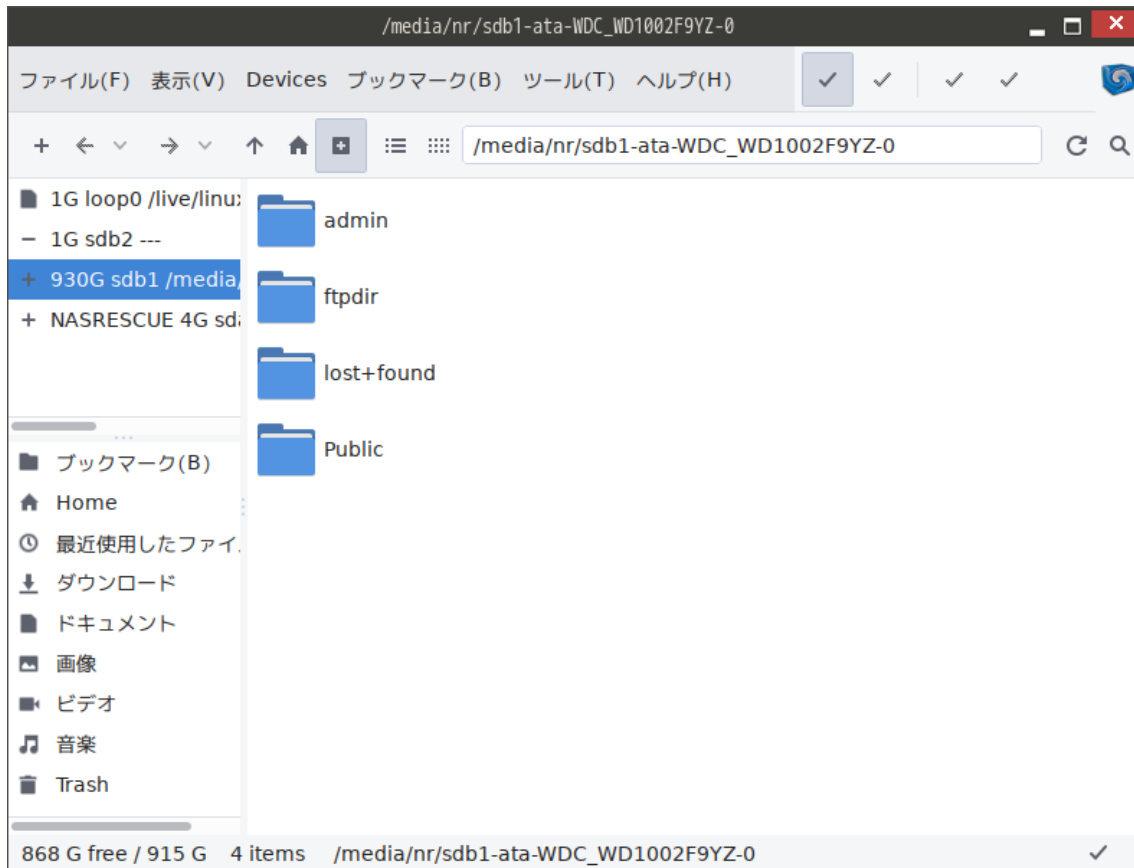 /media/nr/sdb1-ata-WDC_WD1002F9YZ-0
ファイル(F) 表示(V) Devices ブックマーク(B) ツール(T) ヘルプ(H)
/media/nr/sdb1-ata-WDC_WD1002F9YZ-0
1G loop0 /live/linux
1G sdb2 ---
930G sdb1 /media/
NASRESCUE 4G sda
ブックマーク(B)
Home
最近使用したファイ
ダウンロード
ドキュメント
画像
ビデオ
音楽
Trash
admin
ftpdir
lost+found
Public
868 G free / 915 G 4 items /media/nr/sdb1-ata-WDC_WD1002F9YZ-0